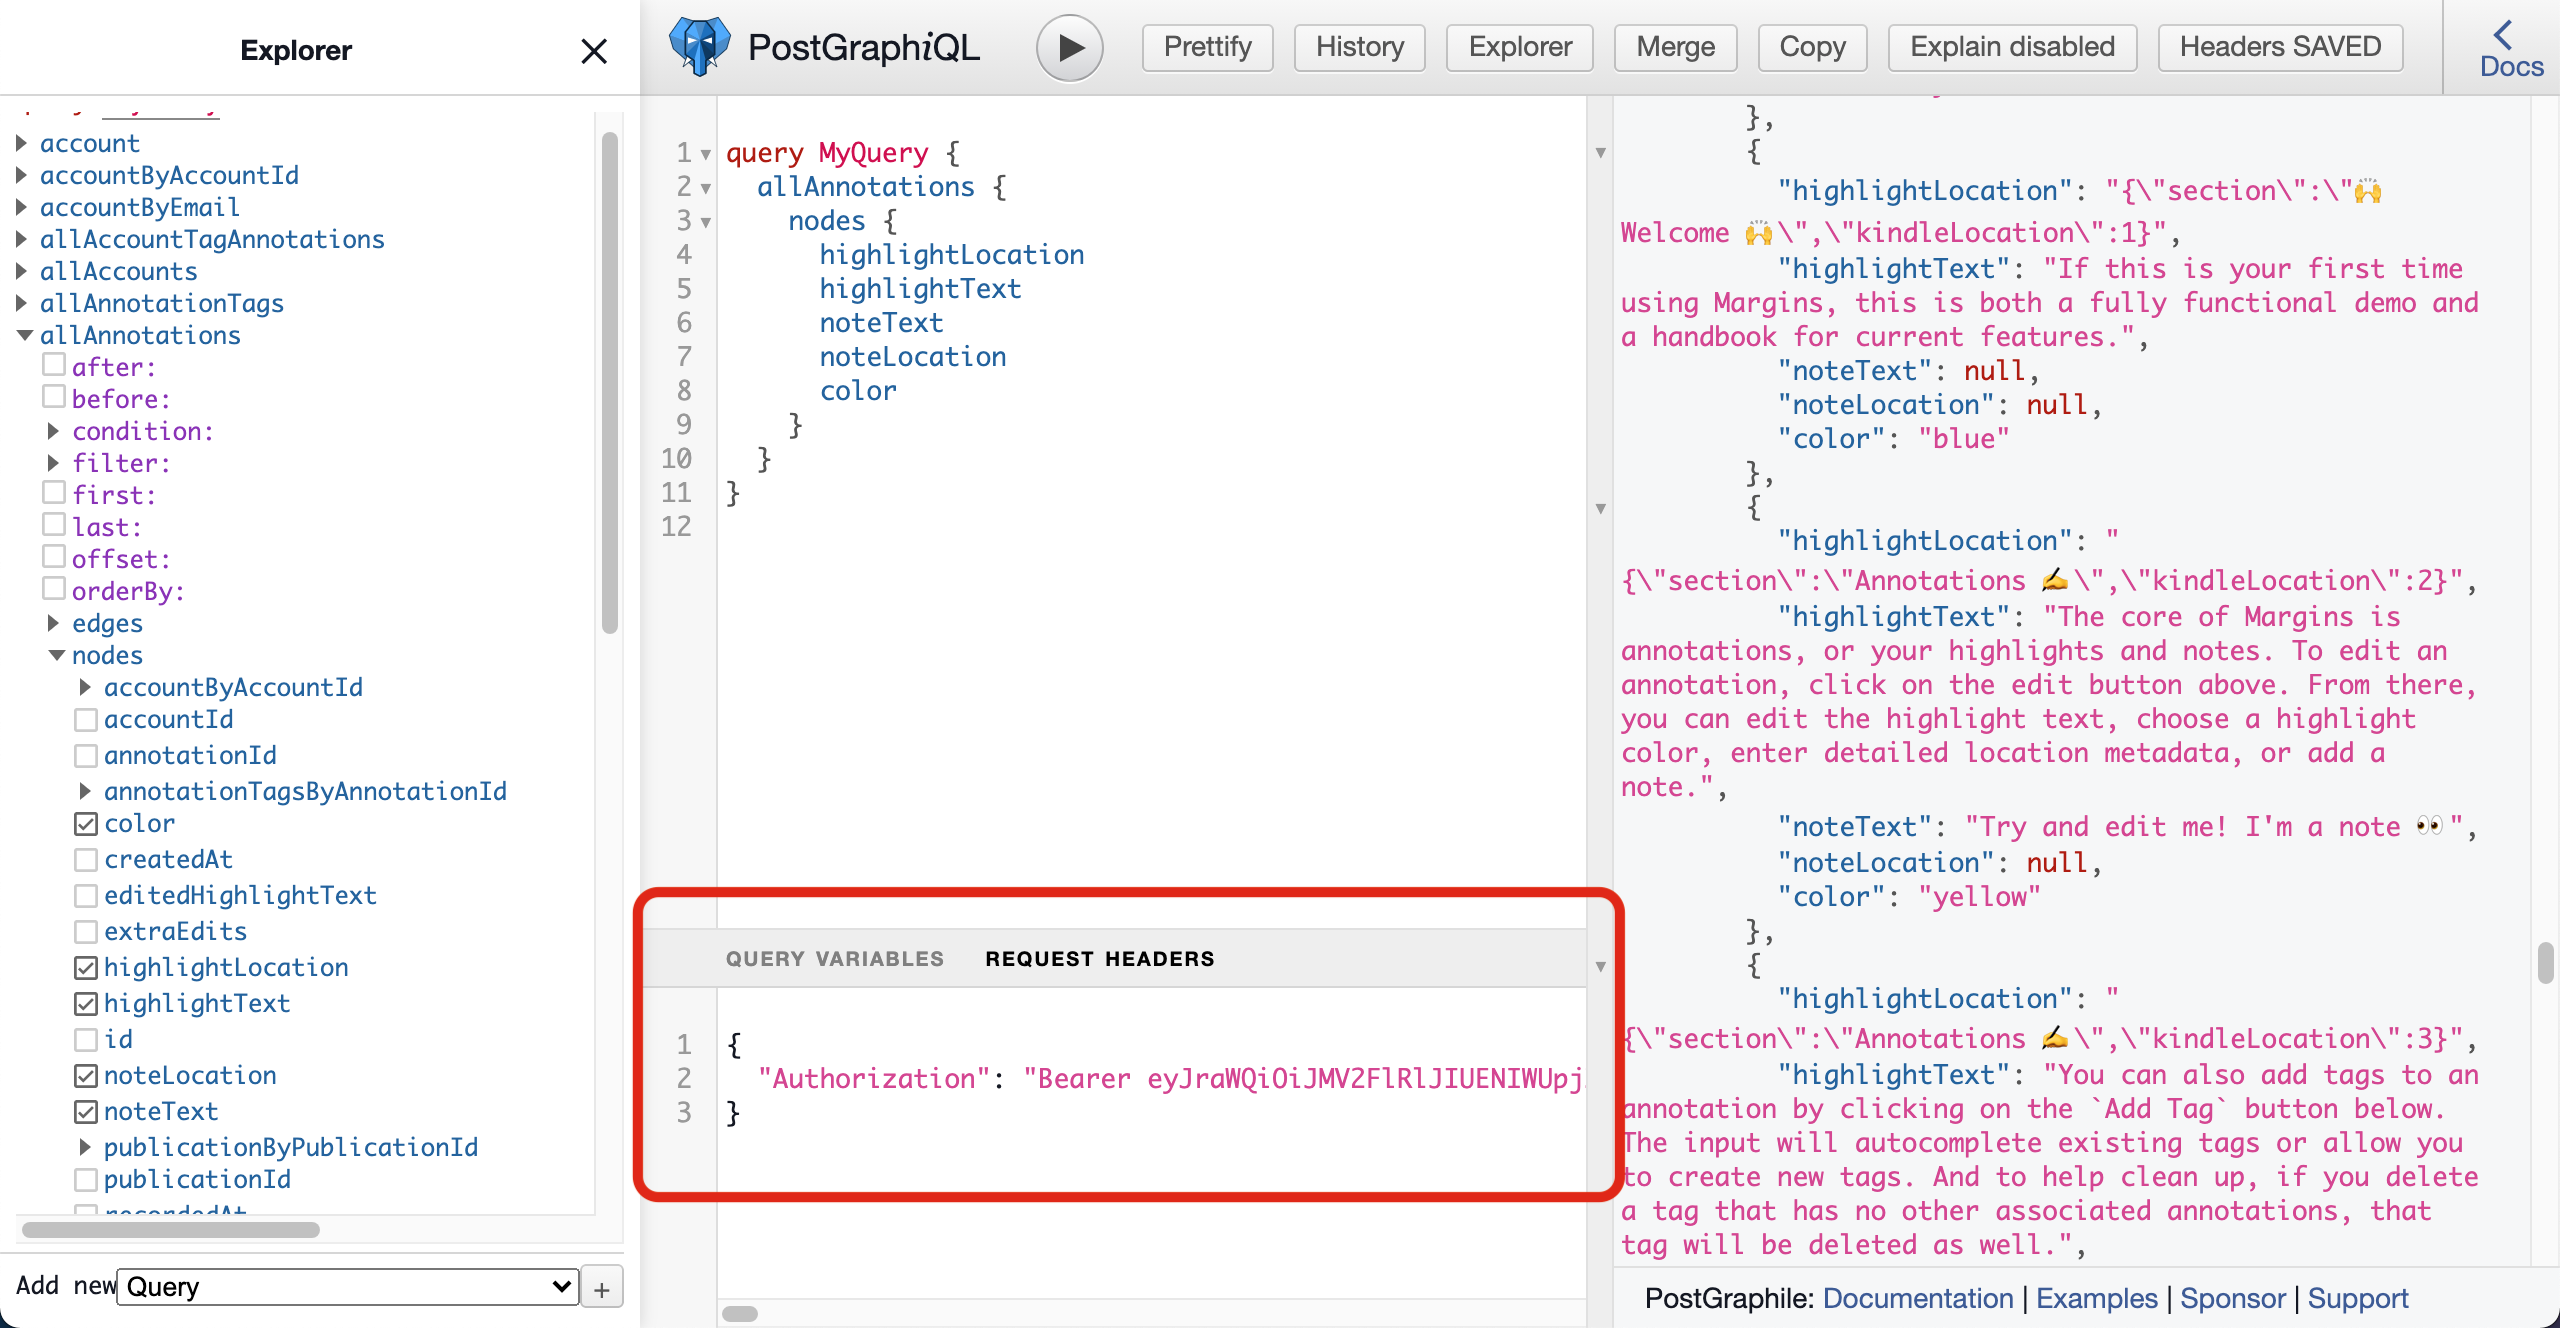 Explorer
PostGraphiQL
Prettify
History
Explorer
Merge
Copy
Explain disabled
Headers SAVED
Docs
account
accountByAccountId
accountByEmail
allAccountTagAnnotations
allAccounts
allAnnotationTags
allAnnotations
after:
before:
condition:
filter:
first:
last:
offset:
orderBy:
edges
nodes
accountByAccountId
accountId
annotationId
annotationTagsByAnnotationId
color
createdAt
editedHighlightText
extraEdits
highlightLocation
highlightText
id
noteLocation
noteText
publicationByPublicationId
publicationId
recordedAt
Add new Query +
1 query MyQuery {
2 allAnnotations {
3 nodes {
4 highlightLocation
5 highlightText
6 noteText
7 noteLocation
8 color
9 }
10 }
11 }
12
QUERY VARIABLES REQUEST HEADERS
1 {
2 "Authorization": "Bearer eyJraWQiOiJMV2FlRlJIUENIWUpj
3 }
},
{
"highlightLocation": "{\"section\":\"🙌
Welcome 🙌\",\"kindleLocation\":1}",
"highlightText": "If this is your first time
using Margins, this is both a fully functional demo and
a handbook for current features.",
"noteText": null,
"noteLocation": null,
"color": "blue"
},
{
"highlightLocation": "
{\"section\":\"Annotations ✍️\",\"kindleLocation\":2}",
"highlightText": "The core of Margins is
annotations, or your highlights and notes. To edit an
annotation, click on the edit button above. From there,
you can edit the highlight text, choose a highlight
color, enter detailed location metadata, or add a
note.",
"noteText": "Try and edit me! I'm a note 👀",
"noteLocation": null,
"color": "yellow"
},
{
"highlightLocation": "
{\"section\":\"Annotations ✍️\",\"kindleLocation\":3}",
"highlightText": "You can also add tags to an
annotation by clicking on the `Add Tag` button below.
The input will autocomplete existing tags or allow you
to create new tags. And to help clean up, if you delete
a tag that has no other associated annotations, that
tag will be deleted as well.",
PostGraphile: Documentation | Examples | Sponsor | Support